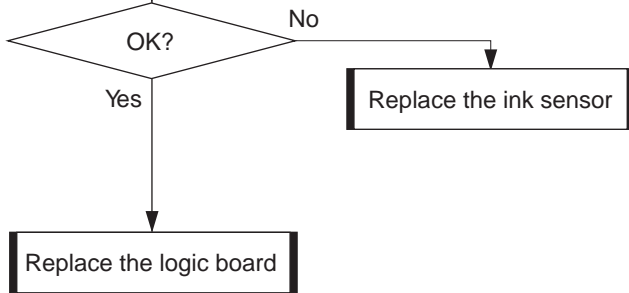 No
OK?
Yes
Replace the ink sensor
Replace the logic board